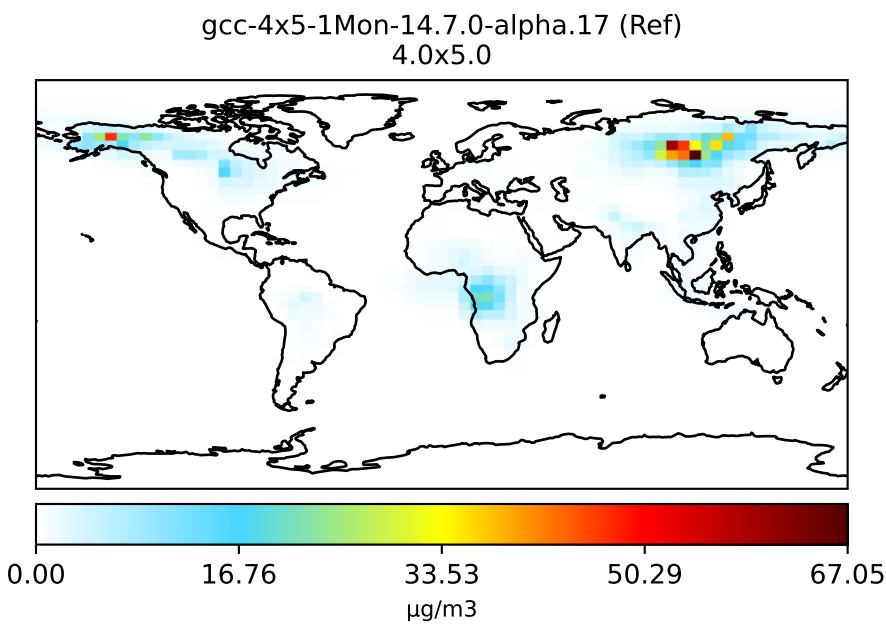 gcc-4x5-1Mon-14.7.0-alpha.17 (Ref)
4.0x5.0
0.00 16.76 33.53 50.29 67.05
μg/m3